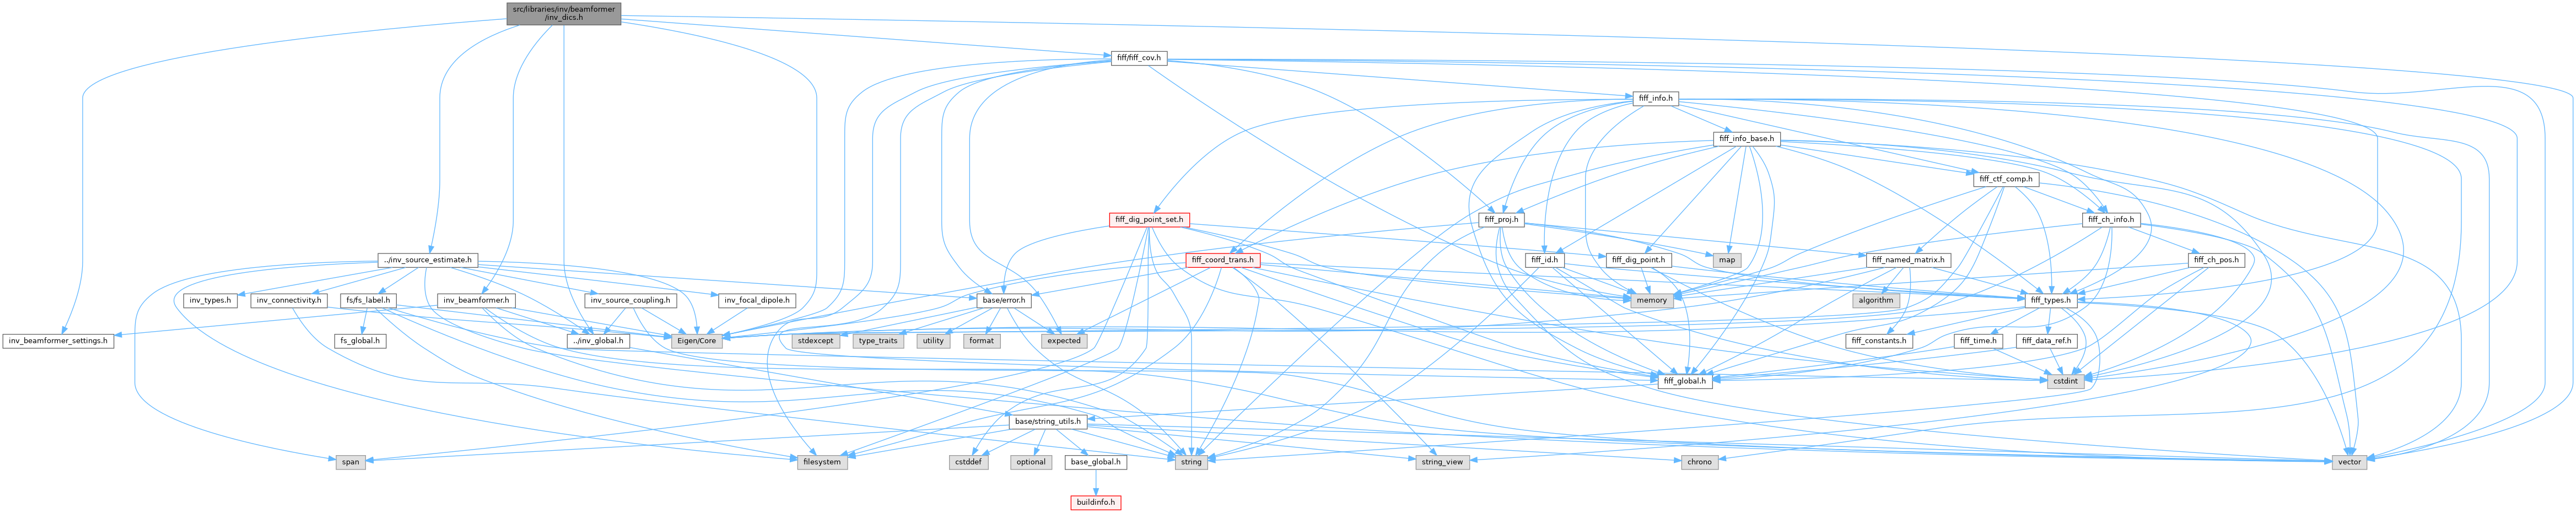 src/libraries/inv/beamformer
/inv_dics.h
fiff/fiff_cov.h
fiff_info.h
fiff_info_base.h
fiff_ctf_comp.h
fiff_dig_point_set.h
fiff_proj.h
fiff_ch_info.h
../inv_source_estimate.h
fiff_coord_trans.h
fiff_id.h
fiff_dig_point.h
map
fiff_named_matrix.h
fiff_ch_pos.h
inv_types.h
inv_connectivity.h
fs/fs_label.h
inv_beamformer.h
inv_source_coupling.h
inv_focal_dipole.h
base/error.h
memory
algorithm
fiff_types.h
inv_beamformer_settings.h
fs_global.h
../inv_global.h
Eigen/Core
stdexcept
type_traits
utility
format
expected
fiff_constants.h
fiff_time.h
fiff_data_ref.h
fiff_global.h
cstdint
base/string_utils.h
span
filesystem
cstddef
optional
base_global.h
string
string_view
chrono
vector
buildinfo.h